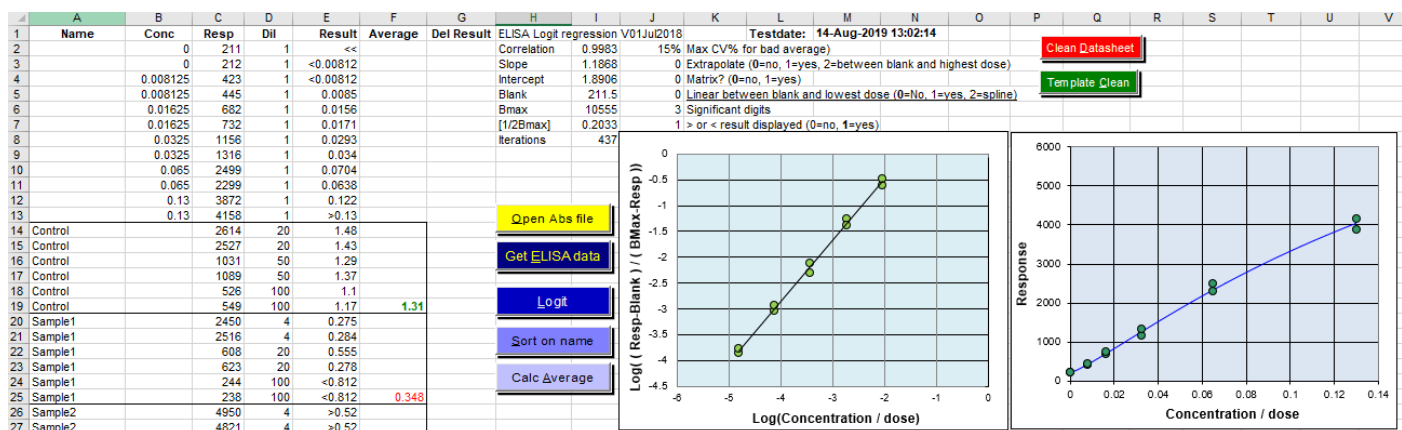 A B C D E F G H I J K L M N O P Q R S T U V
1 Name Conc Resp Dil Result Average Del Result ELISA Logit regression V01Jul2018 Testdate: 14-Aug-2019 13:02:14
2 0 211 1 << Correlation 0.9983 15% Max CV% for bad average)
3 0 212 1 <0.00812 Slope 1.1868 0 Extrapolate (0=no, 1=yes, 2=between blank and highest dose)
4 0.008125 423 1 <0.00812 Intercept 1.8906 0 Matrix? (0=no, 1=yes)
5 0.008125 445 1 0.0085 Blank 211.5 0 Linear between blank and lowest dose (0=No, 1=yes, 2=spline)
6 0.01625 682 1 0.0156 Bmax 10555 3 Significant digits
7 0.01625 732 1 0.0171 [1/2Bmax] 0.2033 1 > or < result displayed (0=no, 1=yes)
8 0.0325 1156 1 0.0293 Iterations 437
9 0.0325 1316 1 0.034
10 0.065 2499 1 0.0704
11 0.065 2299 1 0.0638
12 0.13 3872 1 0.122
13 0.13 4158 1 >0.13
14 Control 2614 20 1.48
15 Control 2527 20 1.43
16 Control 1031 50 1.29
17 Control 1089 50 1.37
18 Control 526 100 1.1
19 Control 549 100 1.17 1.31
20 Sample1 2450 4 0.275
21 Sample1 2516 4 0.284
22 Sample1 608 20 0.555
23 Sample1 623 20 0.278
24 Sample1 244 100 <0.812
25 Sample1 238 100 <0.812 0.348
26 Sample2 4950 4 >0.52
27 Sample2 4821 4 >0.52
Clean Datasheet
Template Clean
Open Abs file
Get ELISA data
Logit
Sort on name
Calc Average
Log( ( Resp-Blank ) / ( BMax-Resp ))
0
-0.5
-1
-1.5
-2
-2.5
-3
-3.5
-4
-4.5
-6 -5 -4 -3 -2 -1 0
Log(Concentration / dose)
Response
6000
5000
4000
3000
2000
1000
0
0 0.02 0.04 0.06 0.08 0.1 0.12 0.14
Concentration / dose